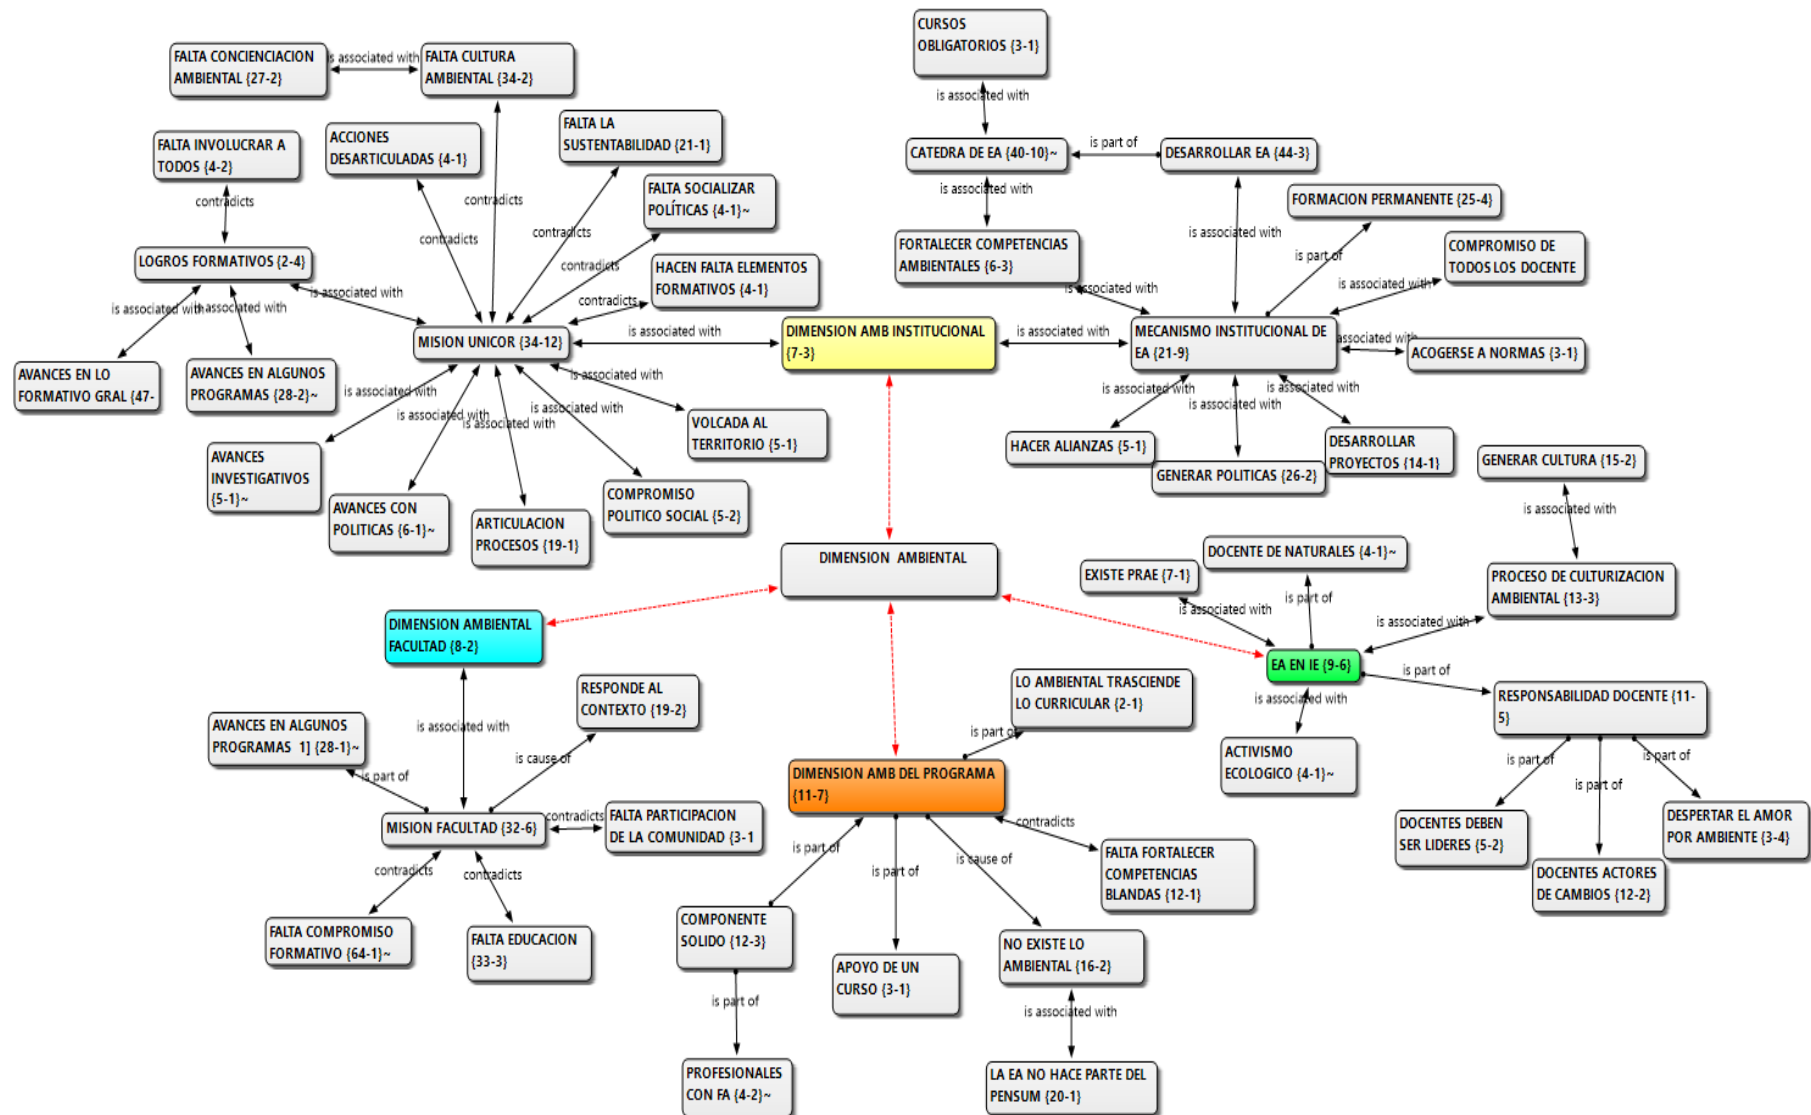 CURSOS
OBLIGATORIOS {3-1}
FALTA CONCIENCIACION
AMBIENTAL {27-2}
is associated with
FALTA CULTURA
AMBIENTAL {34-2}
is associated with
FALTA INVOLUCRAR A
TODOS {4-2}
ACCIONES
DESARTICULADAS {4-1}
FALTA LA
SUSTENTABILIDAD {21-1}
CATEDRA DE EA {40-10}~
is part of
DESARROLLAR EA {44-3}
contradicts
contradicts
contradicts
contradicts
FALTA SOCIALIZAR
POLÍTICAS {4-1}~
is associated with
FORMACION PERMANENTE {25-4}
is associated with
is part of
LOGROS FORMATIVOS {2-4}
contradicts
HACEN FALTA ELEMENTOS
FORMATIVOS {4-1}
contradicts
FORTALECER COMPETENCIAS
AMBIENTALES {6-3}
COMPROMISO DE
TODOS LOS DOCENTE
is associated with
is associated with
is associated with
is associated with
is associated with
MISION UNICOR {34-12}
is associated with
DIMENSION AMB INSTITUCIONAL
{7-3}
is associated with
MECANISMO INSTITUCIONAL DE
EA {21-9}
associated with
ACOGERSE A NORMAS {3-1}
AVANCES EN LO
FORMATIVO GRAL {47-
AVANCES EN ALGUNOS
PROGRAMAS {28-2}~
is associated with
is associated with
is associated with
is associated with
is associated with
VOLCADA AL
TERRITORIO {5-1}
is associated with
is associated with
is associated with
HACER ALIANZAS {5-1}
GENERAR POLITICAS {26-2}
DESARROLLAR
PROYECTOS {14-1}
GENERAR CULTURA {15-2}
AVANCES
INVESTIGATIVOS
{5-1}~
AVANCES CON
POLITICAS {6-1}~
ARTICULACION
PROCESOS {19-1}
COMPROMISO
POLITICO SOCIAL {5-2}
is associated with
DIMENSION  AMBIENTAL
DOCENTE DE NATURALES {4-1}~
EXISTE PRAE {7-1}
PROCESO DE CULTURIZACION
AMBIENTAL {13-3}
is associated with
is part of
is associated with
DIMENSION AMBIENTAL
FACULTAD {8-2}
EA EN IE {9-6}
is part of
is associated with
RESPONSABILIDAD DOCENTE {11-
5}
RESPONDE AL
CONTEXTO {19-2}
LO AMBIENTAL TRASCIENDE
LO CURRICULAR {2-1}
AVANCES EN ALGUNOS
PROGRAMAS  1] {28-1}~
is associated with
is cause of
is part of
is part of
ACTIVISMO
ECOLOGICO {4-1}~
is part of
is part of
is part of
DIMENSION AMB DEL PROGRAMA
{11-7}
MISION FACULTAD {32-6}
contradicts
FALTA PARTICIPACION
DE LA COMUNIDAD {3-1
contradicts
DOCENTES DEBEN
SER LIDERES {5-2}
DESPERTAR EL AMOR
POR AMBIENTE {3-4}
contradicts
contradicts
is part of
is part of
is cause of
FALTA FORTALECER
COMPETENCIAS
BLANDAS {12-1}
DOCENTES ACTORES
DE CAMBIOS {12-2}
FALTA COMPROMISO
FORMATIVO {64-1}~
FALTA EDUCACION
{33-3}
COMPONENTE
SOLIDO {12-3}
NO EXISTE LO
AMBIENTAL {16-2}
APOYO DE UN
CURSO {3-1}
is part of
is associated with
PROFESIONALES
CON FA {4-2}~
LA EA NO HACE PARTE DEL
PENSUM {20-1}